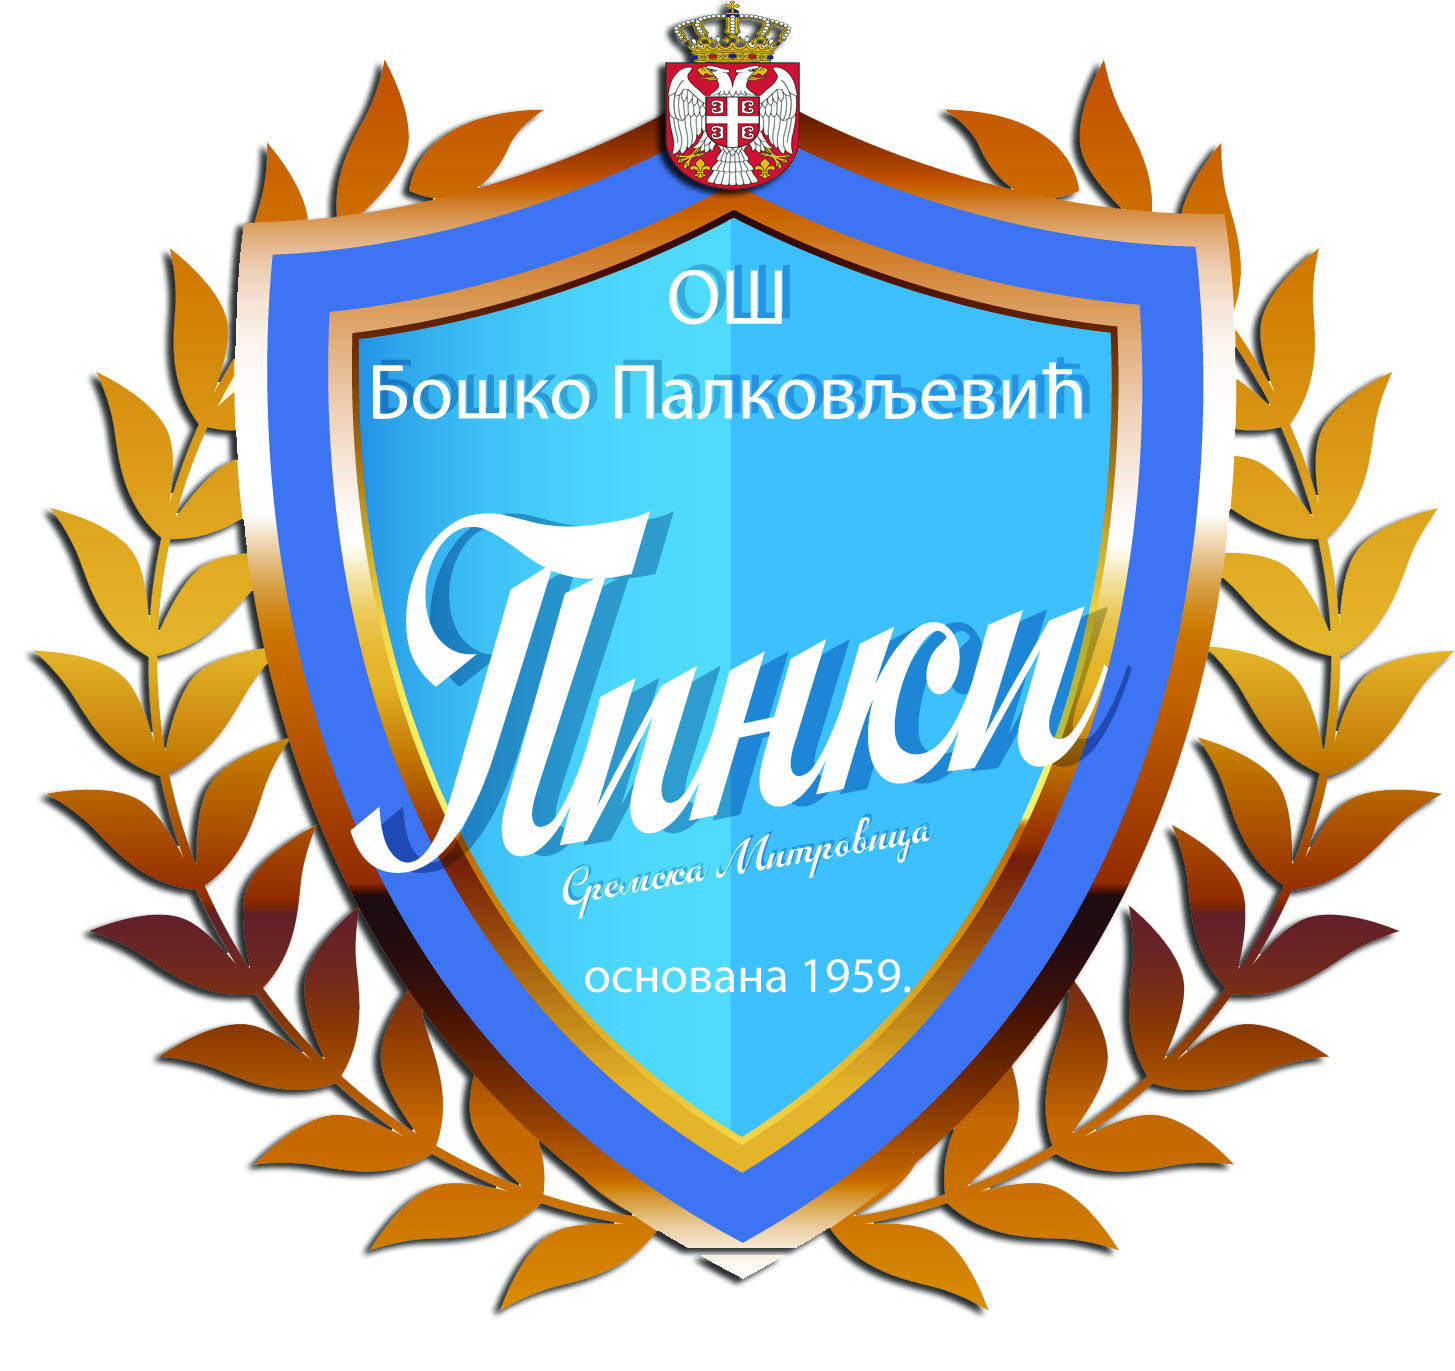 ОШ
Бошко Палковљевић
Пинки
Сремска Митровица
основана 1959.